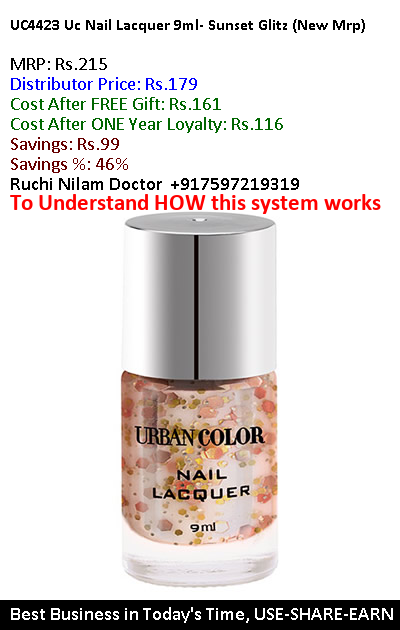 UC4423 Uc Nail Lacquer 9ml- Sunset Glitz (New Mrp)
MRP: Rs.215
Distributor Price: Rs.179
Cost After FREE Gift: Rs.161
Cost After ONE Year Loyalty: Rs.116
Savings: Rs.99
Savings %: 46%
Ruchi Nilam Doctor +917597219319
To Understand HOW this system works
URBAN COLOR
NAIL
LACQUER
9ml
Best Business in Today's Time, USE-SHARE-EARN